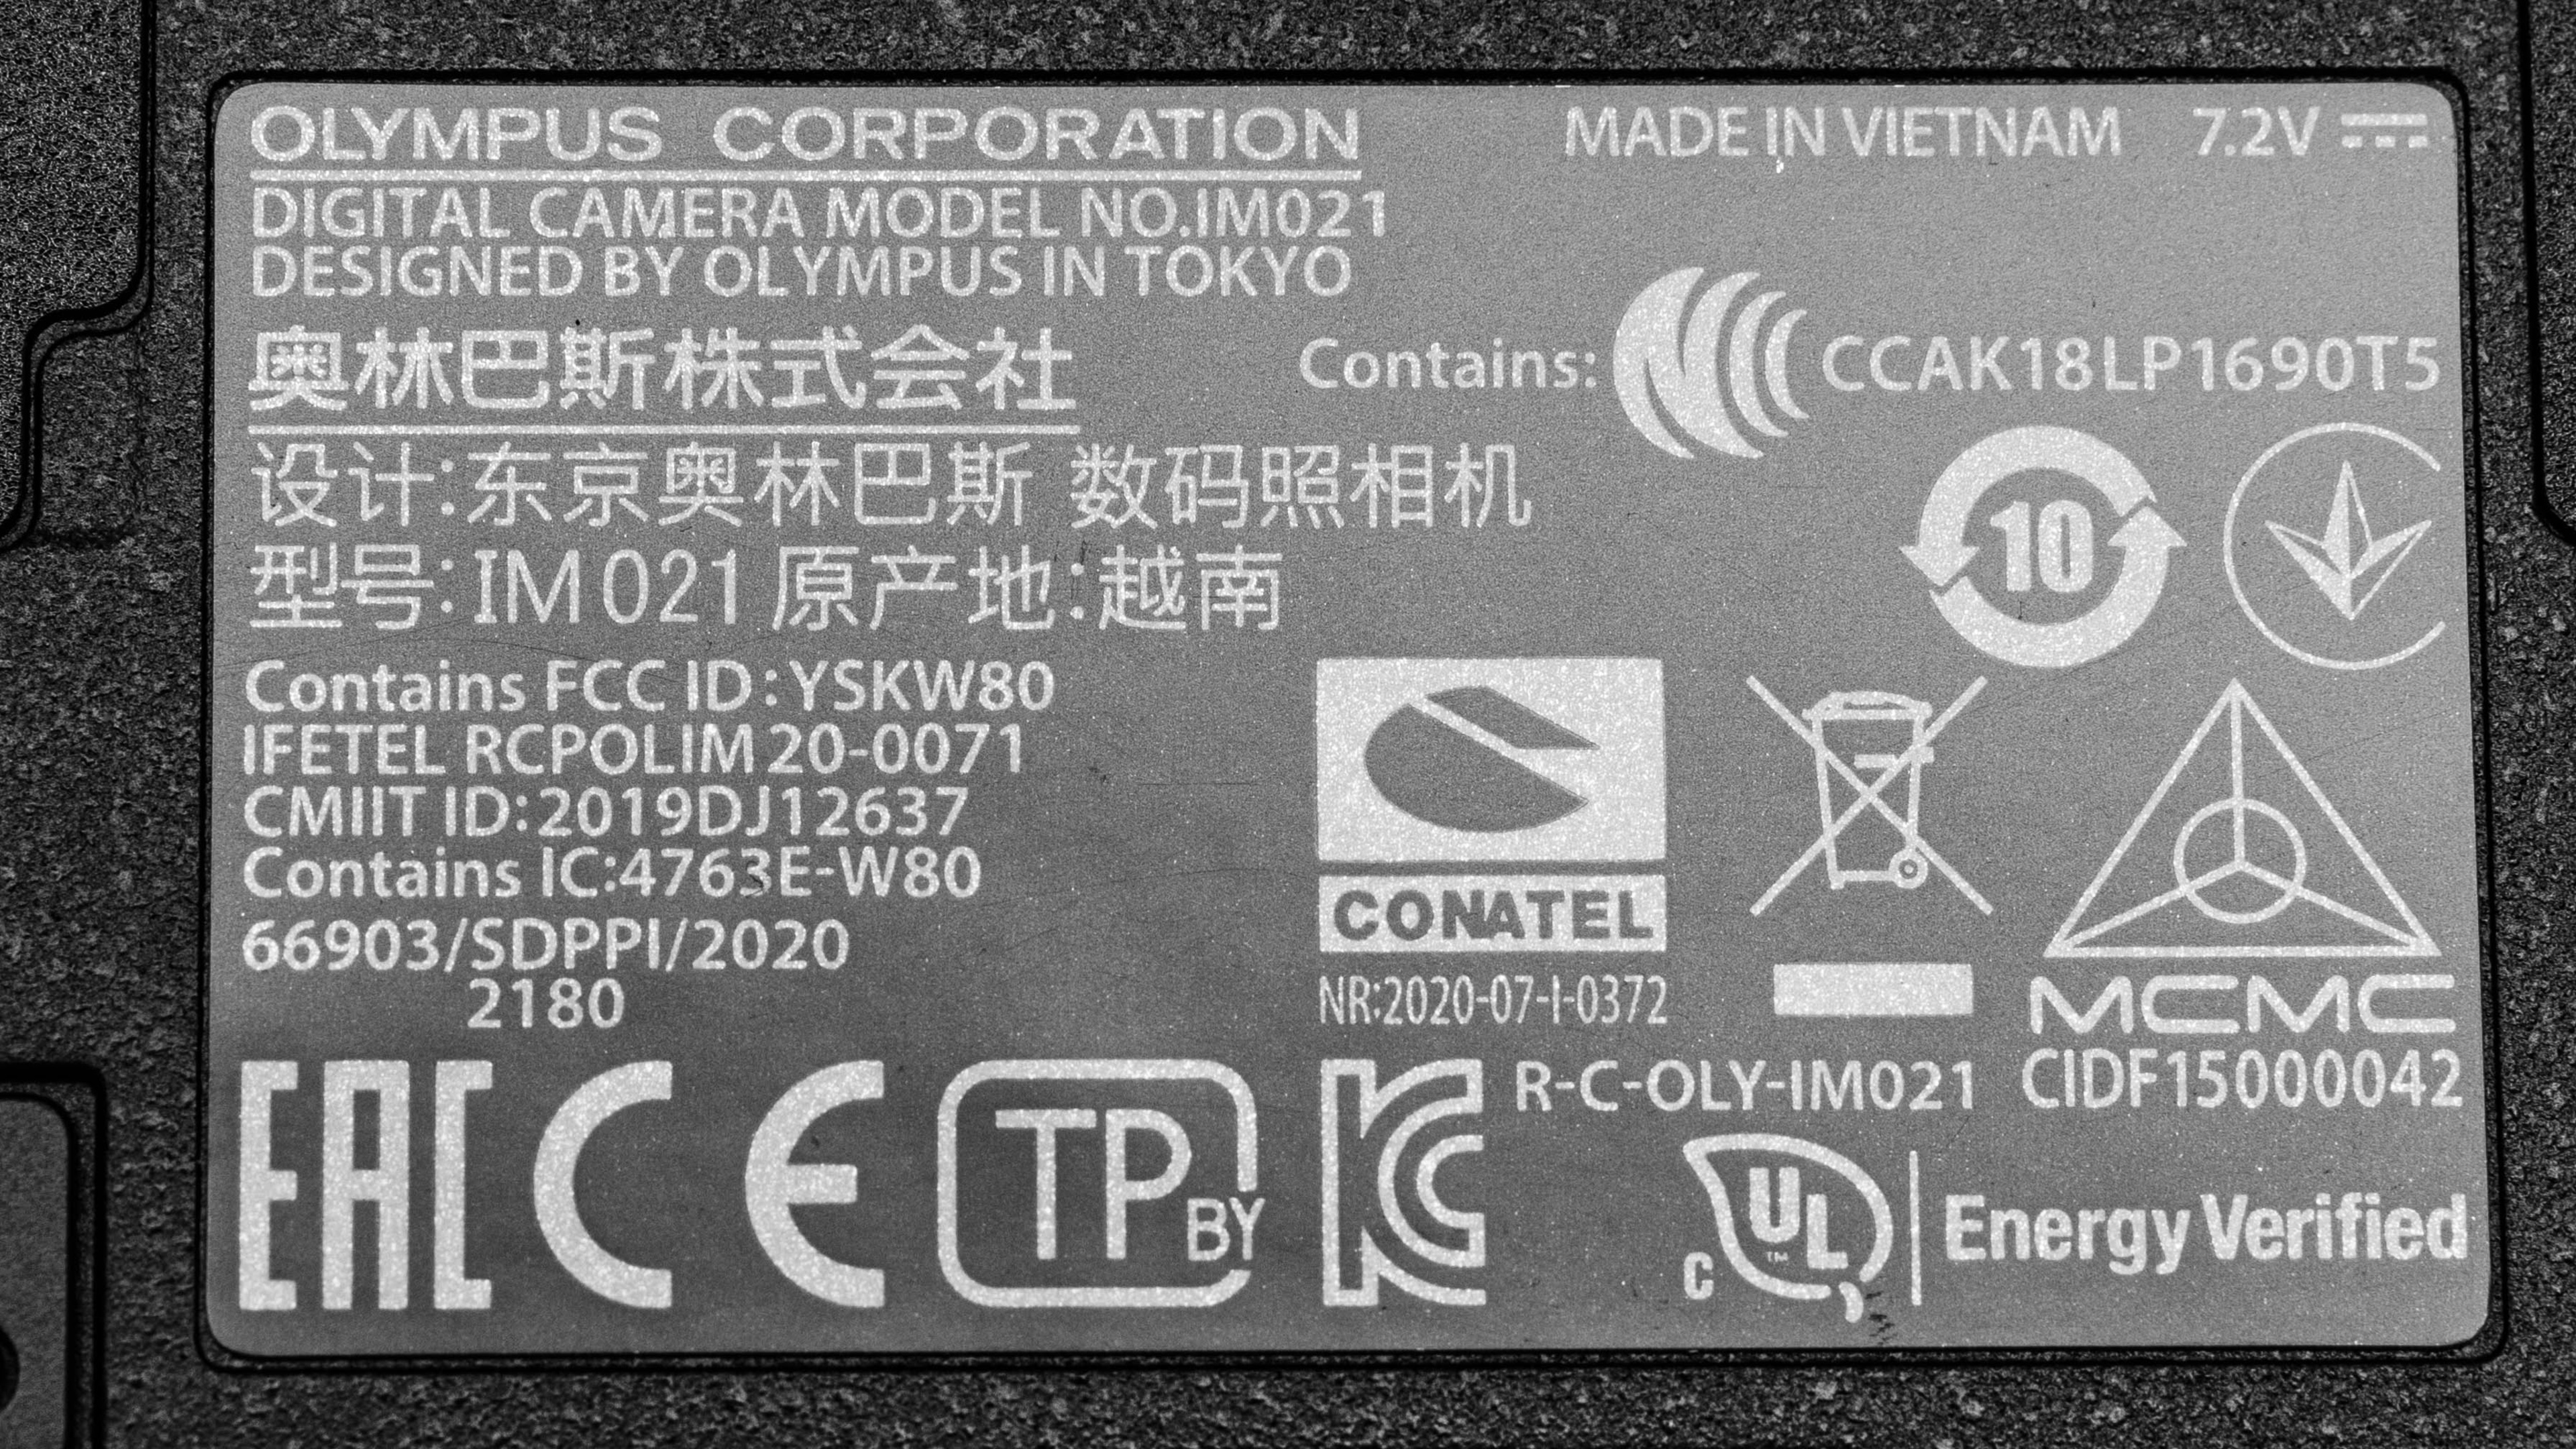 OLYMPUS CORPORATION
MADE IN VIETNAM 7.2V
DIGITAL CAMERA MODEL NO.IM021
DESIGNED BY OLYMPUS IN TOKYO
奥林巴斯株式会社
Contains: CCAK18LP1690T5
设计:东京奥林巴斯 数码照相机
10
型号:IM021 原产地:越南
Contains FCC ID:YSKW80
IFETEL RCPOLIM20-0071
CMIIT ID:2019DJ12637
Contains IC:4763E-W80
66903/SDPPI/2020
2180
CONATEL
NR:2020-07-I-0372
MCMC
CIDF15000042
EAC CE TP BY KC
R-C-OLY-IM021
C UL ™ Energy Verified